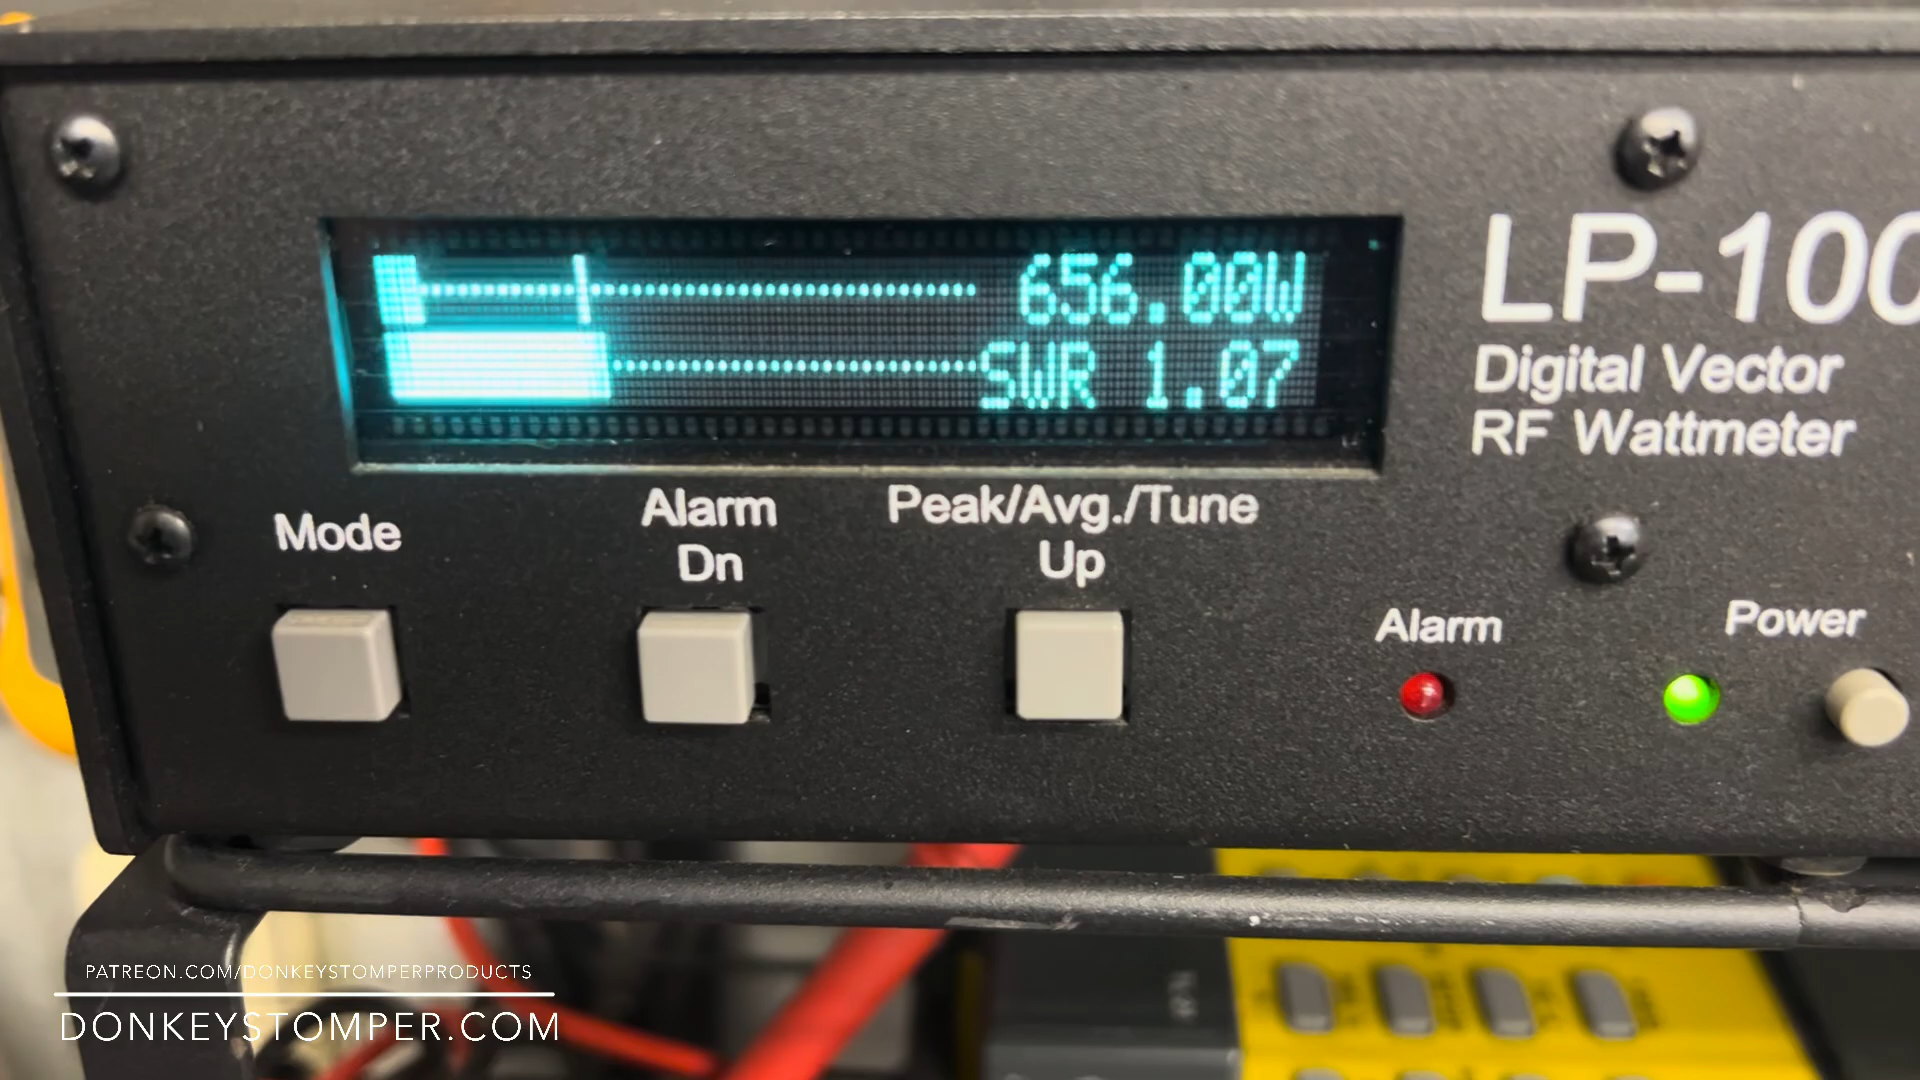 656.00W
SWR 1.07
LP-100
Digital Vector
RF Wattmeter
Mode
Alarm
Dn
Peak/Avg./Tune
Up
Alarm
Power
PATREON.COM/DONKEYSTOMPERPRODUCTS
DONKEYSTOMPER.COM